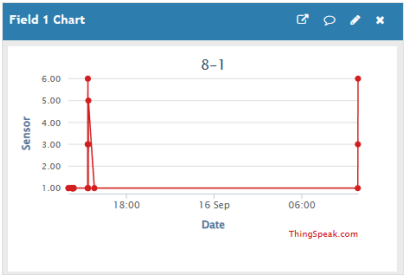 Field 1 Chart
8-1
6.00
5.00
4.00
3.00
2.00
1.00
Sensor
18:00 16 Sep 06:00
Date
ThingSpeak.com